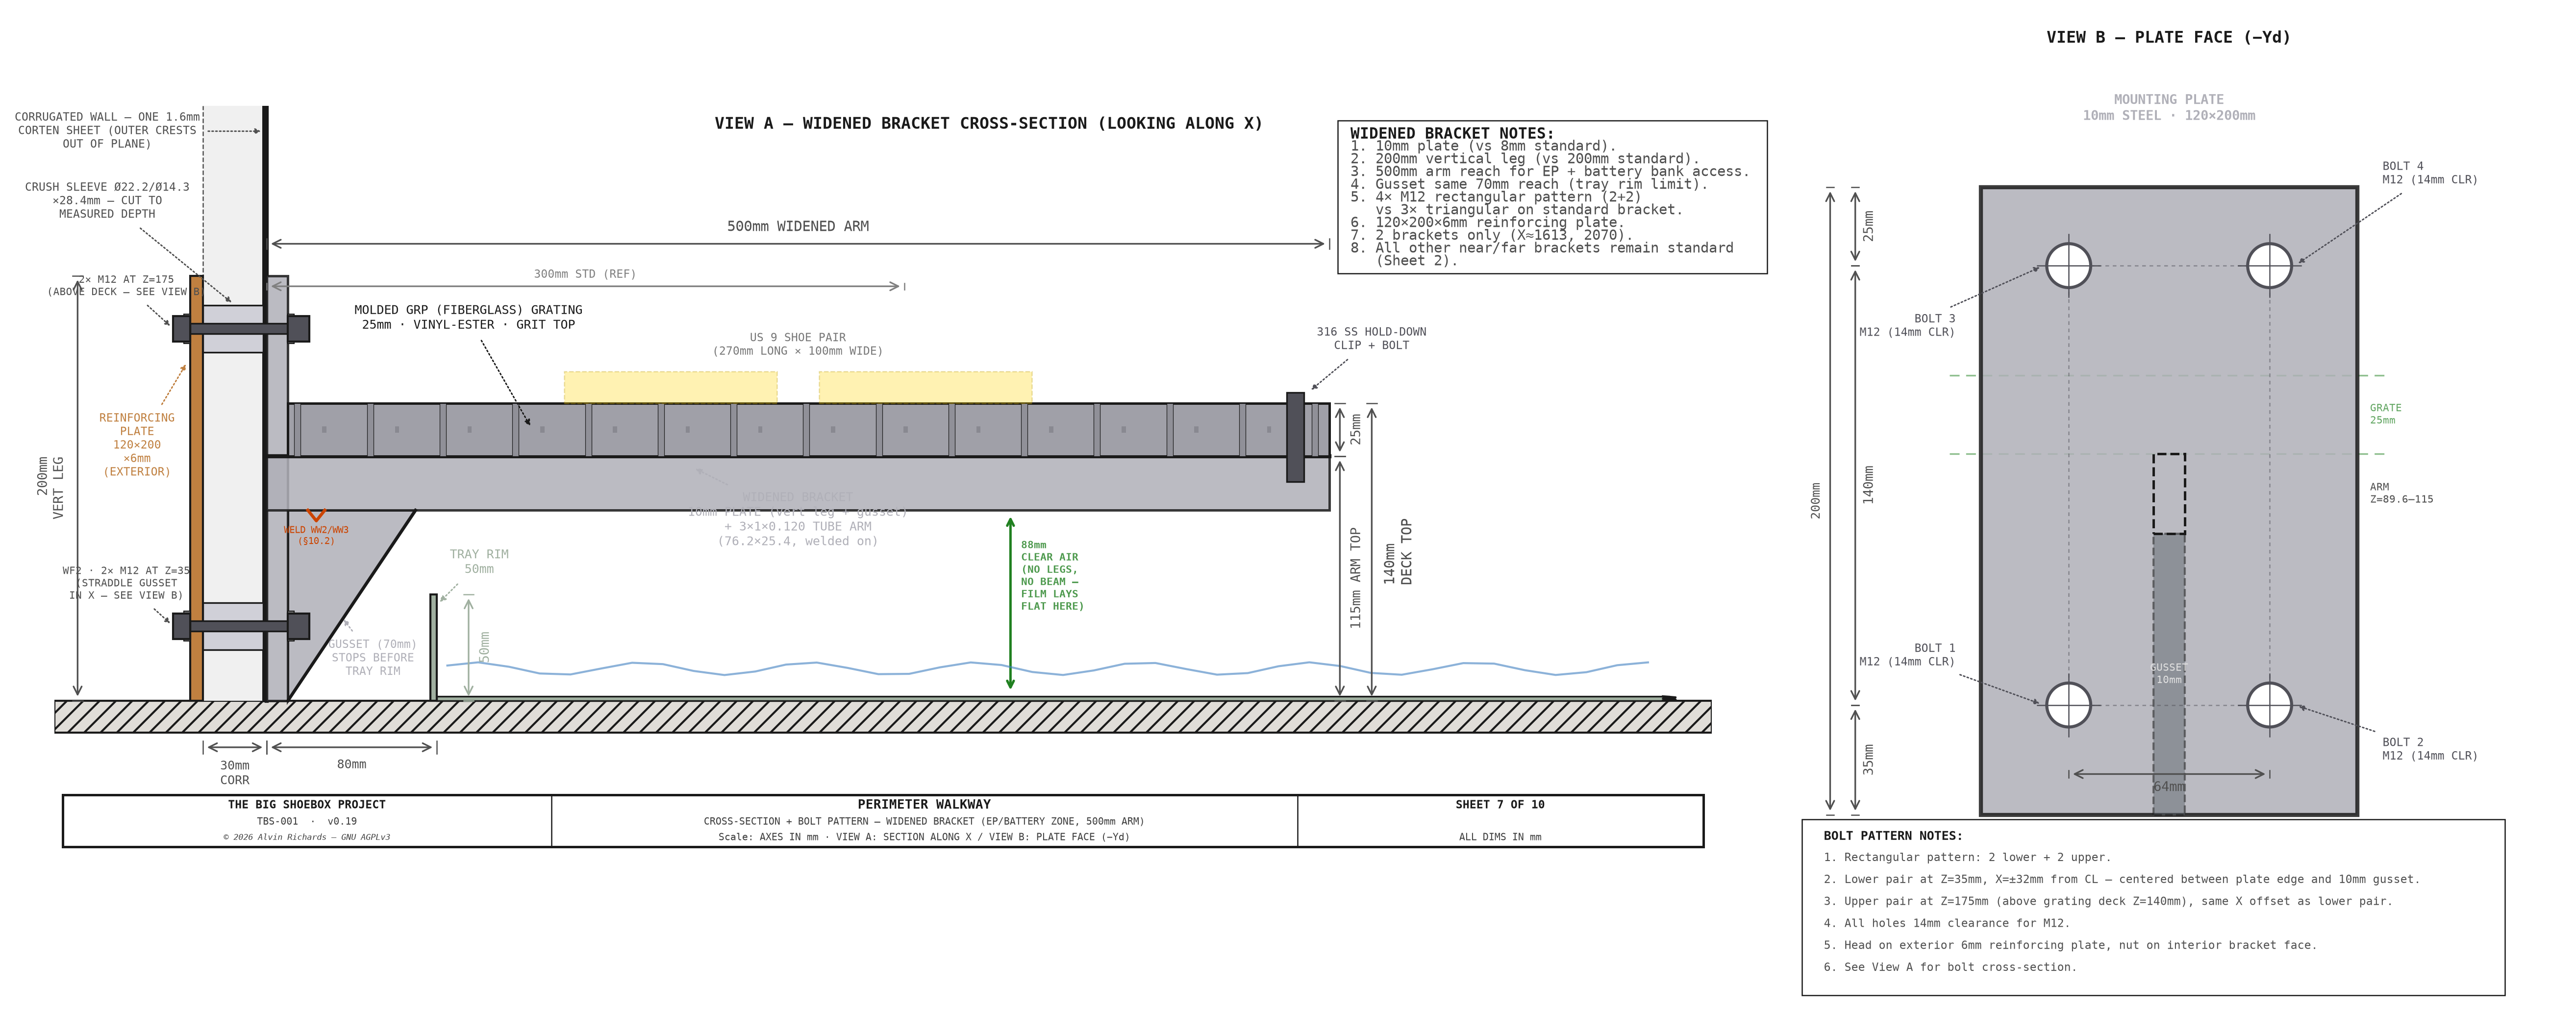 VIEW B — PLATE FACE (−Yd)
MOUNTING PLATE
10mm STEEL · 120×200mm
VIEW A — WIDENED BRACKET CROSS-SECTION (LOOKING ALONG X)
CORRUGATED WALL — ONE 1.6mm
CORTEN SHEET (OUTER CRESTS
OUT OF PLANE)
CRUSH SLEEVE Ø22.2/Ø14.3
×28.4mm — CUT TO
MEASURED DEPTH
2× M12 AT Z=175
(ABOVE DECK — SEE VIEW B)
500mm WIDENED ARM
300mm STD (REF)
MOLDED GRP (FIBERGLASS) GRATING
25mm · VINYL-ESTER · GRIT TOP
US 9 SHOE PAIR
(270mm LONG × 100mm WIDE)
316 SS HOLD-DOWN
CLIP + BOLT
WIDENED BRACKET NOTES:
1. 10mm plate (vs 8mm standard).
2. 200mm vertical leg (vs 200mm standard).
3. 500mm arm reach for EP + battery bank access.
4. Gusset same 70mm reach (tray rim limit).
5. 4× M12 rectangular pattern (2+2)
vs 3× triangular on standard bracket.
6. 120×200×6mm reinforcing plate.
7. 2 brackets only (X≈1613, 2070).
8. All other near/far brackets remain standard
(Sheet 2).
REINFORCING
PLATE
120×200
×6mm
(EXTERIOR)
200mm
VERT LEG
WIDENED BRACKET
10mm PLATE (vert leg + gusset)
+ 3×1×0.120 TUBE ARM
(76.2×25.4, welded on)
WELD WW2/WW3
(§10.2)
WF2 · 2× M12 AT Z=35
(STRADDLE GUSSET
IN X — SEE VIEW B)
TRAY RIM
50mm
50mm
GUSSET (70mm)
STOPS BEFORE
TRAY RIM
88mm
CLEAR AIR
(NO LEGS,
NO BEAM —
FILM LAYS
FLAT HERE)
25mm
115mm ARM TOP
140mm
DECK TOP
30mm
CORR
80mm
BOLT 4
M12 (14mm CLR)
BOLT 3
M12 (14mm CLR)
25mm
140mm
200mm
35mm
GRATE
25mm
ARM
Z=89.6–115
BOLT 1
M12 (14mm CLR)
GUSSET
10mm
BOLT 2
M12 (14mm CLR)
64mm
THE BIG SHOEBOX PROJECT
TBS-001 · v0.19
© 2026 Alvin Richards — GNU AGPLv3
PERIMETER WALKWAY
CROSS-SECTION + BOLT PATTERN — WIDENED BRACKET (EP/BATTERY ZONE, 500mm ARM)
Scale: AXES IN mm · VIEW A: SECTION ALONG X / VIEW B: PLATE FACE (−Yd)
SHEET 7 OF 10
ALL DIMS IN mm
BOLT PATTERN NOTES:
1. Rectangular pattern: 2 lower + 2 upper.
2. Lower pair at Z=35mm, X=±32mm from CL — centered between plate edge and 10mm gusset.
3. Upper pair at Z=175mm (above grating deck Z=140mm), same X offset as lower pair.
4. All holes 14mm clearance for M12.
5. Head on exterior 6mm reinforcing plate, nut on interior bracket face.
6. See View A for bolt cross-section.